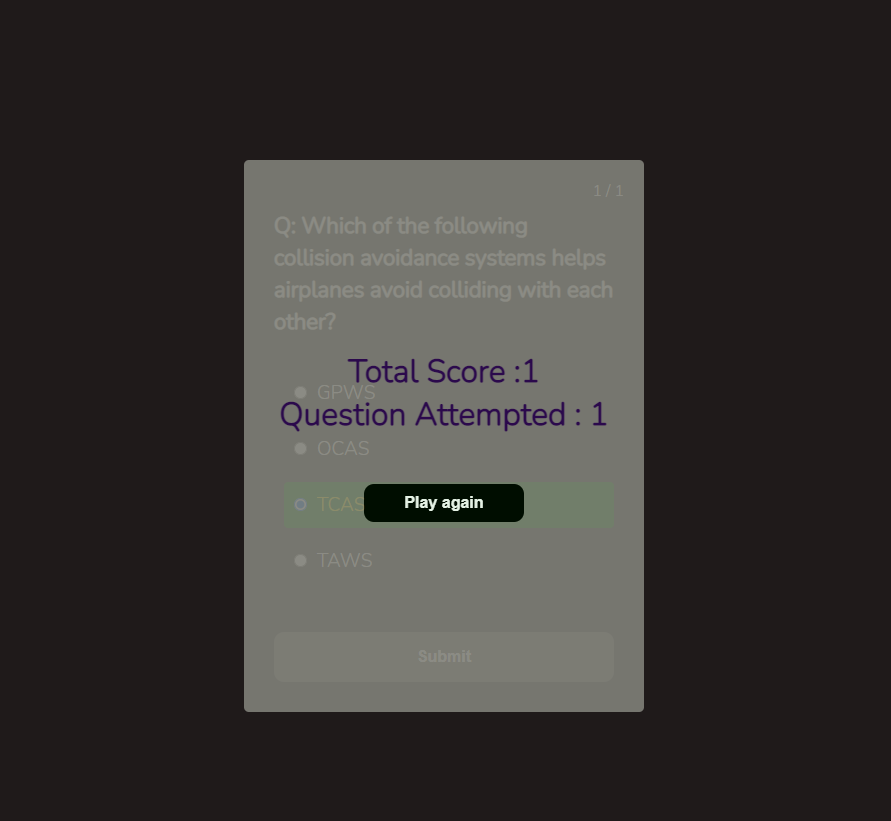 1 / 1
Q: Which of the following
collision avoidance systems helps
airplanes avoid colliding with each
other?
Total Score :1
GPWS
Question Attempted : 1
OCAS
TCAS
Play again
TAWS
Submit